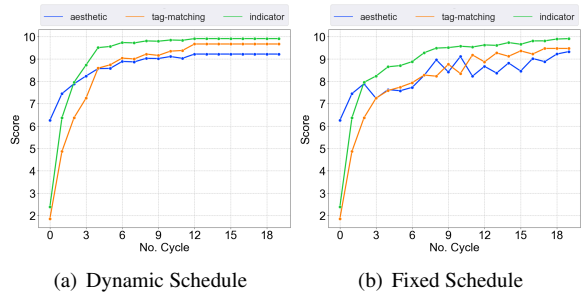 aesthetic tag-matching indicator
10
9
8
7
6
5
4
3
2
Score
0 3 6 9 12 15 18
No. Cycle
(a) Dynamic Schedule
aesthetic tag-matching indicator
10
9
8
7
6
5
4
3
2
Score
0 3 6 9 12 15 18
No. Cycle
(b) Fixed Schedule